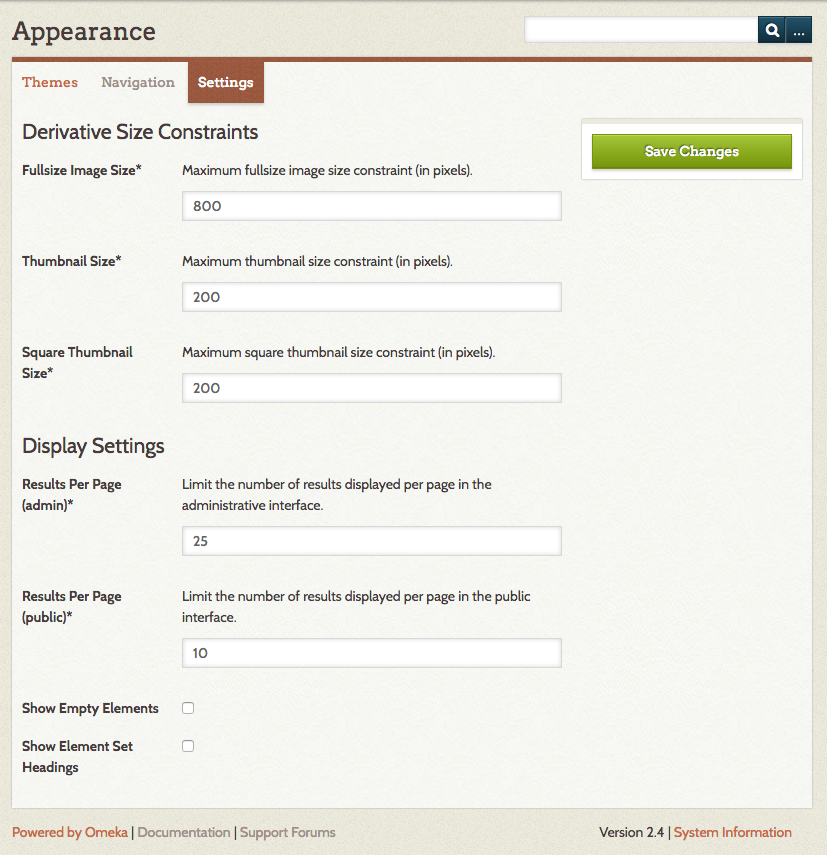 Appearance
...
Themes Navigation Settings
Derivative Size Constraints
Save Changes
Fullsize Image Size* Maximum fullsize image size constraint (in pixels).
800
Thumbnail Size* Maximum thumbnail size constraint (in pixels).
200
Square Thumbnail Maximum square thumbnail size constraint (in pixels).
Size*
200
Display Settings
Results Per Page Limit the number of results displayed per page in the
(admin)* administrative interface.
25
Results Per Page Limit the number of results displayed per page in the public
(public)* interface.
10
Show Empty Elements
Show Element Set
Headings
Powered by Omeka | Documentation | Support Forums Version 2.4 | System Information